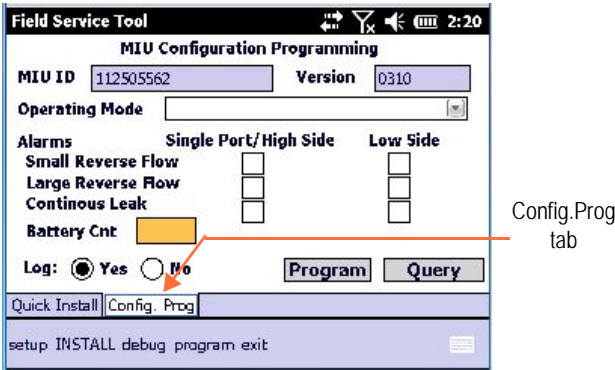 Field Service Tool 2:20
MIU Configuration Programming
MIU ID 112505562 Version 0310
Operating Mode
Alarms Single Port/High Side Low Side
Small Reverse Flow
Large Reverse Flow
Continous Leak
Battery Cnt
Log: Yes No
Program Query
Quick Install Config. Prog
setup INSTALL debug program exit
Config.Prog
tab